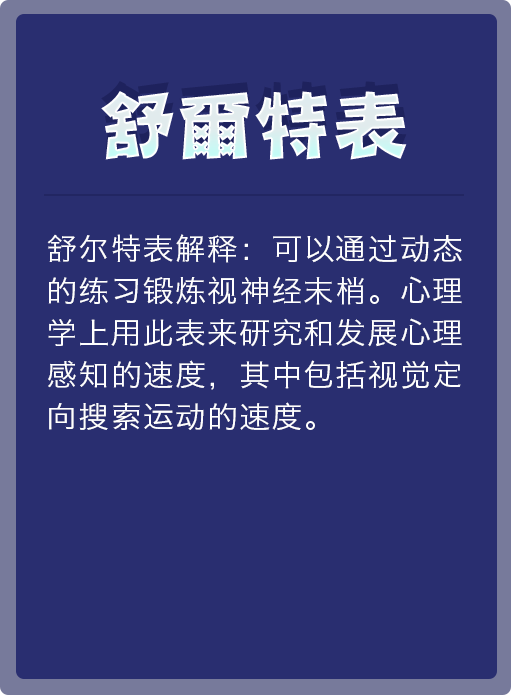 舒爾特表
舒尔特表解释：可以通过动态
的练习锻炼视神经末梢。心理
学上用此表来研究和发展心理
感知的速度，其中包括视觉定
向搜索运动的速度。